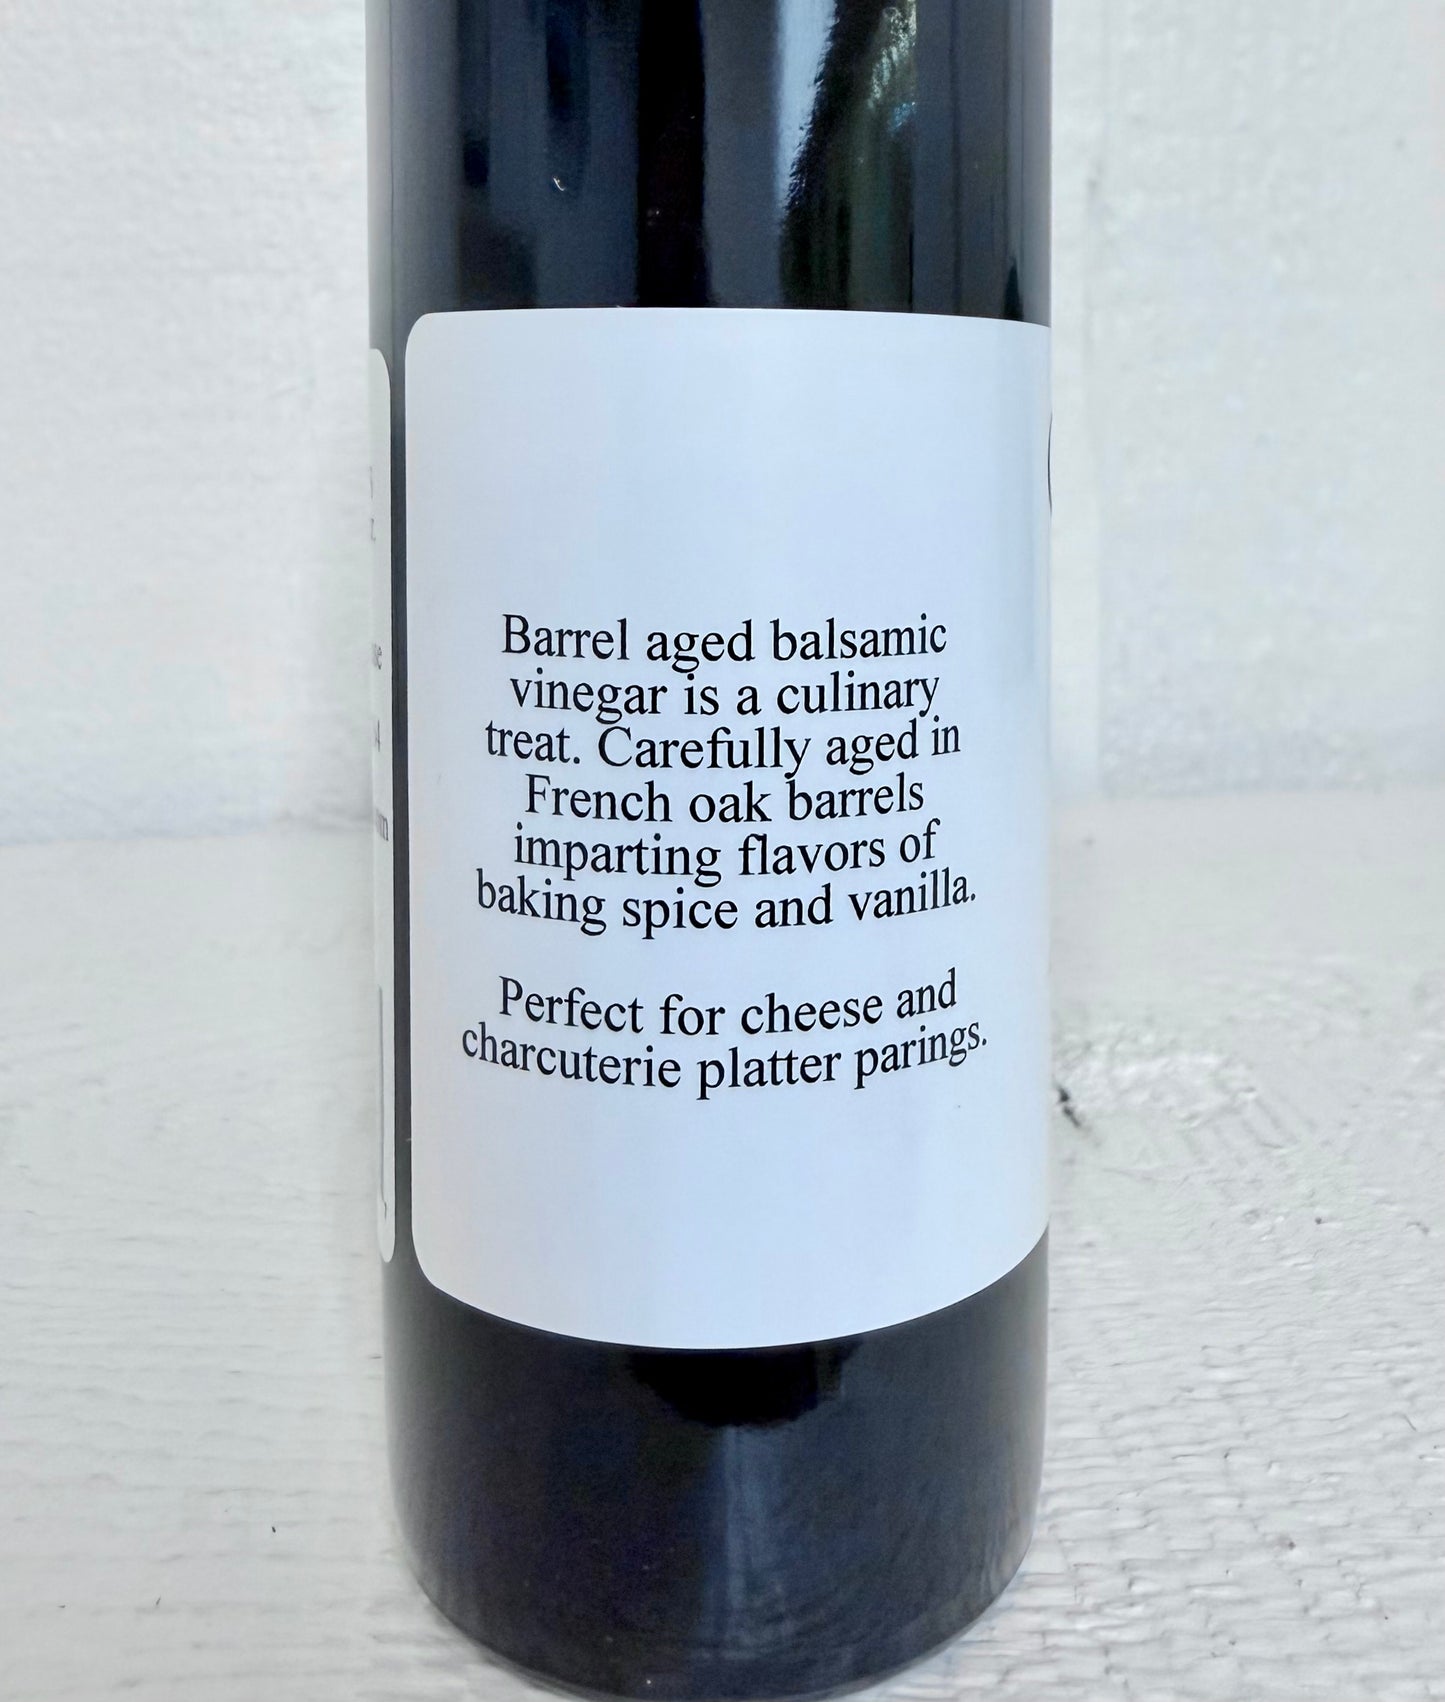 Barrel aged balsamic
vinegar is a culinary
treat. Carefully aged in
French oak barrels
imparting flavors of
baking spice and vanilla.
Perfect for cheese and
charcuterie platter parings.